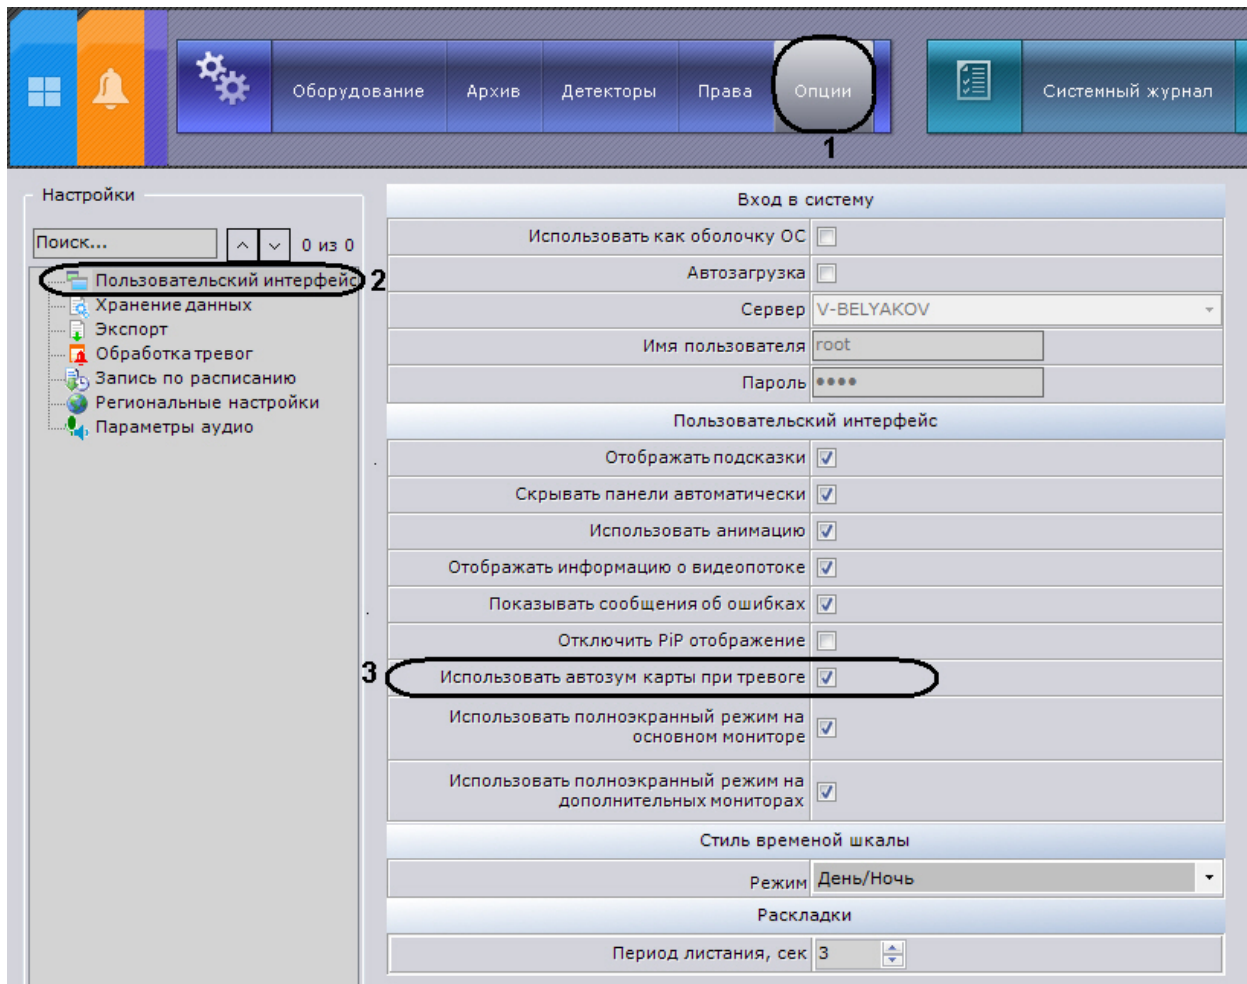 Оборудование
Архив
Детекторы
Права
Опции
Системный журнал
1
Настройки
Поиск...
0 из 0
Пользовательский интерфейс
2
Хранение данных
Экспорт
Обработка тревог
Запись по расписанию
Региональные настройки
Параметры аудио
Вход в систему
Использовать как оболочку ОС
Автозагрузка
Сервер V-BELYAKOV
Имя пользователя root
Пароль ••••
Пользовательский интерфейс
Отображать подсказки
Скрывать панели автоматически
Использовать анимацию
Отображать информацию о видеопотоке
Показывать сообщения об ошибках
Отключить PiP отображение
3 Использовать автозум карты при тревоге
Использовать полноэкранный режим на
основном мониторе
Использовать полноэкранный режим на
дополнительных мониторах
Стиль временой шкалы
Режим День/Ночь
Раскладки
Период листания, сек 3